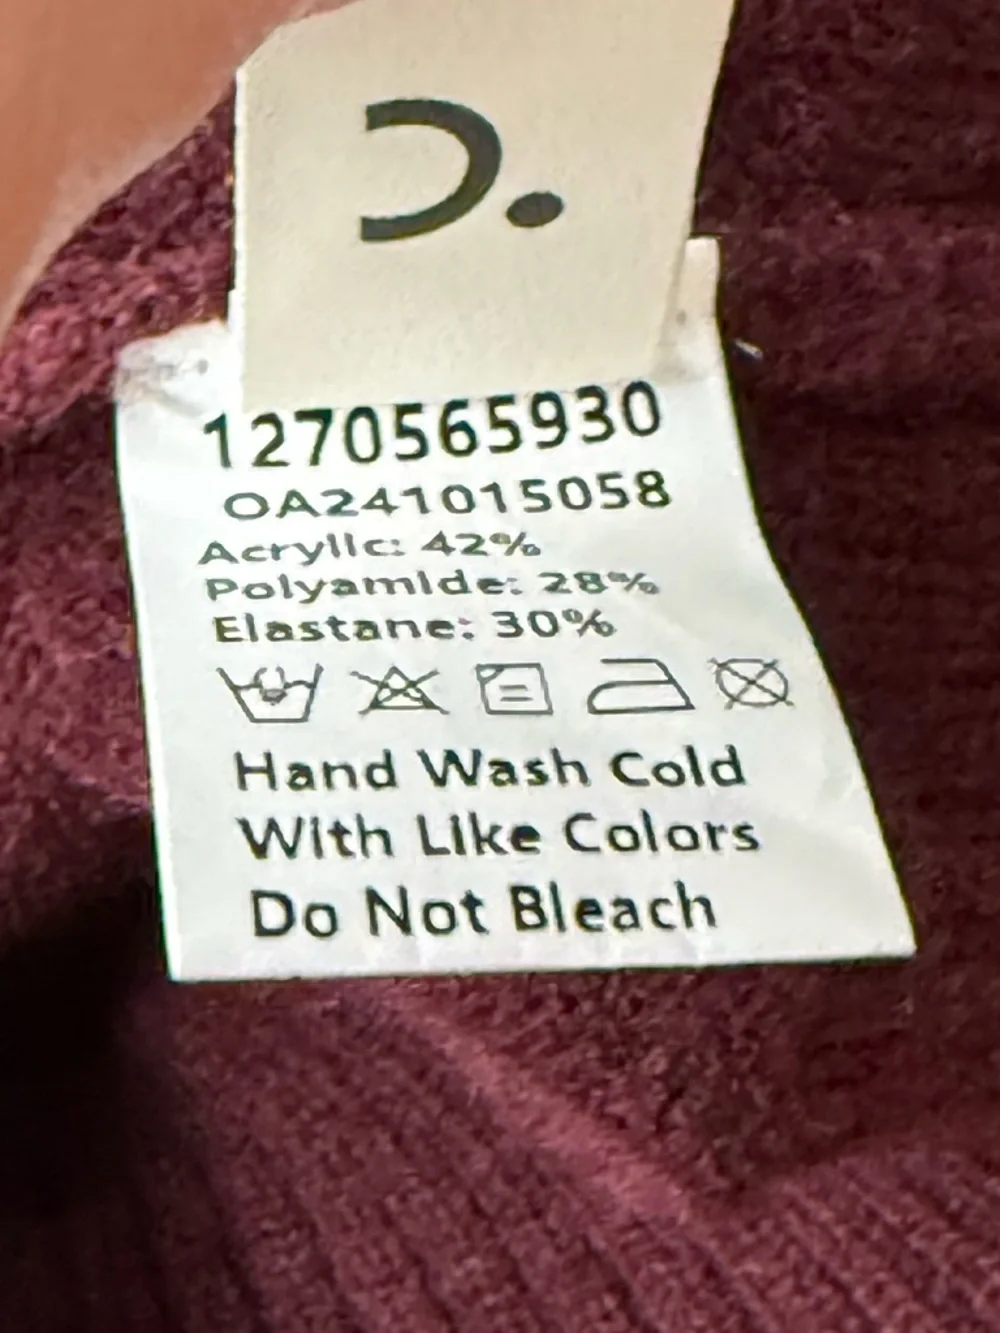 Ɔ.
1270565930
OA241015058
Acrylic: 42%
Polyamide: 28%
Elastane: 30%
Hand Wash Cold
With Like Colors
Do Not Bleach